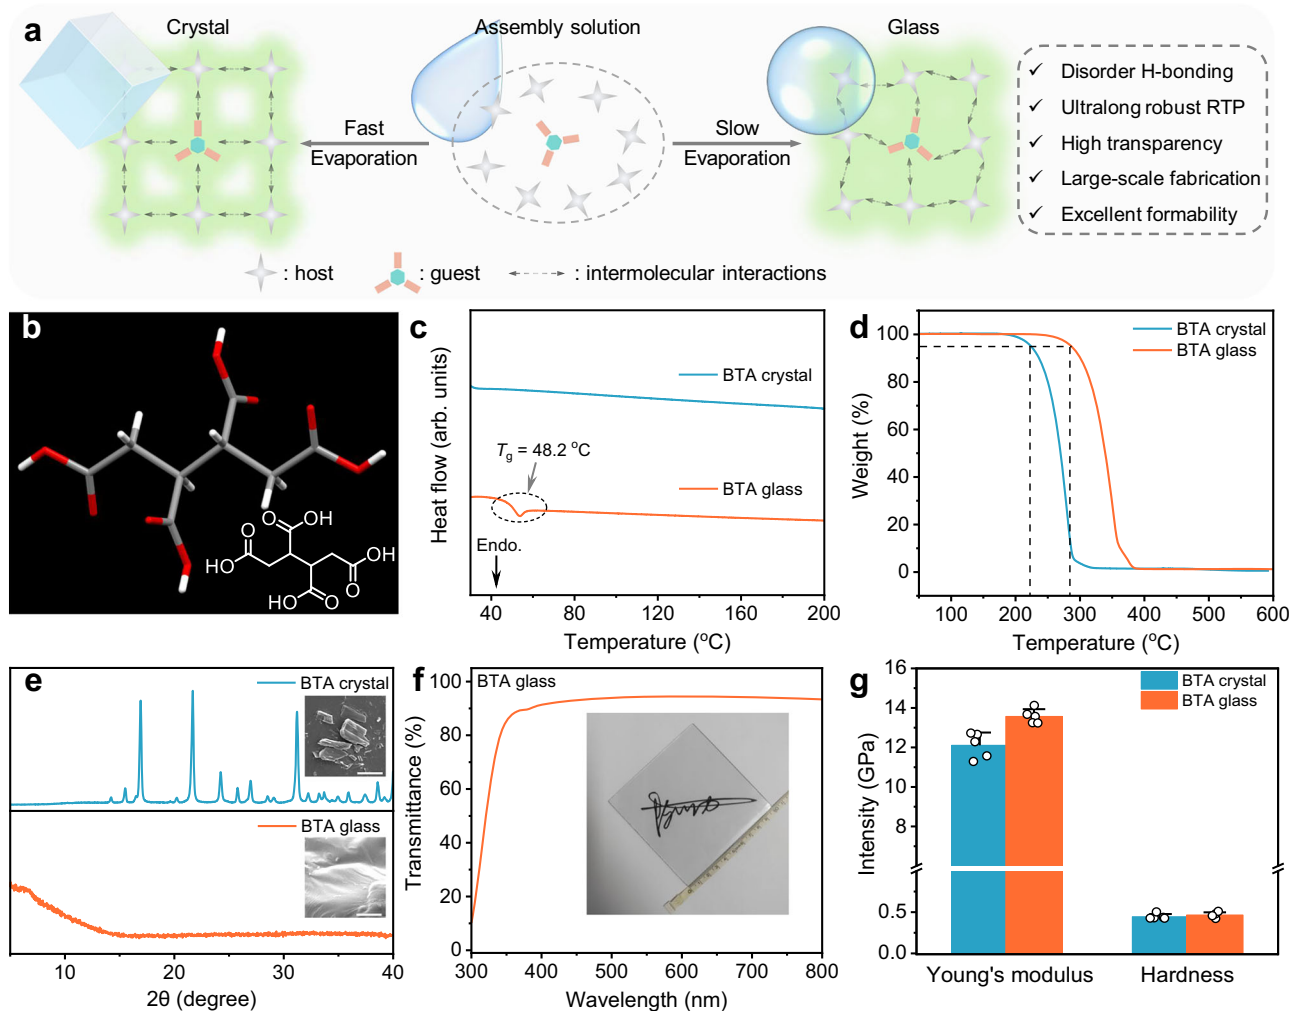 a
Crystal
Assembly solution
Glass
Fast
Evaporation
Slow
Evaporation
✓ Disorder H-bonding
✓ Ultralong robust RTP
✓ High transparency
✓ Large-scale fabrication
✓ Excellent formability
: host
: guest
: intermolecular interactions
b
O
OH
O
HO
OH
O
HO
O
c
Heat flow (arb. units)
BTA crystal
Tg = 48.2 °C
BTA glass
Endo.
40 80 120 160 200
Temperature (°C)
d
Weight (%)
100
80
60
40
20
0
BTA crystal
BTA glass
100 200 300 400 500 600
Temperature (°C)
e
BTA crystal
BTA glass
10 20 30 40
2θ (degree)
f
BTA glass
Transmittance (%)
100
80
60
40
20
0
300 400 500 600 700 800
Wavelength (nm)
g
Intensity (GPa)
16
14
12
10
8
0.5
0.0
BTA crystal
BTA glass
Young's modulus
Hardness